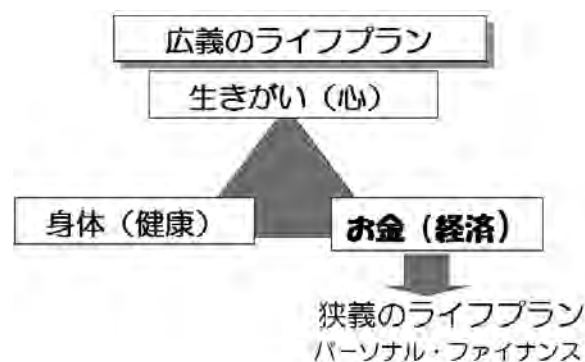 広義のライフプラン
生きがい(心)
身体(健康)
お金(経済)
狭義のライフプラン
パーソナル・ファイナンス